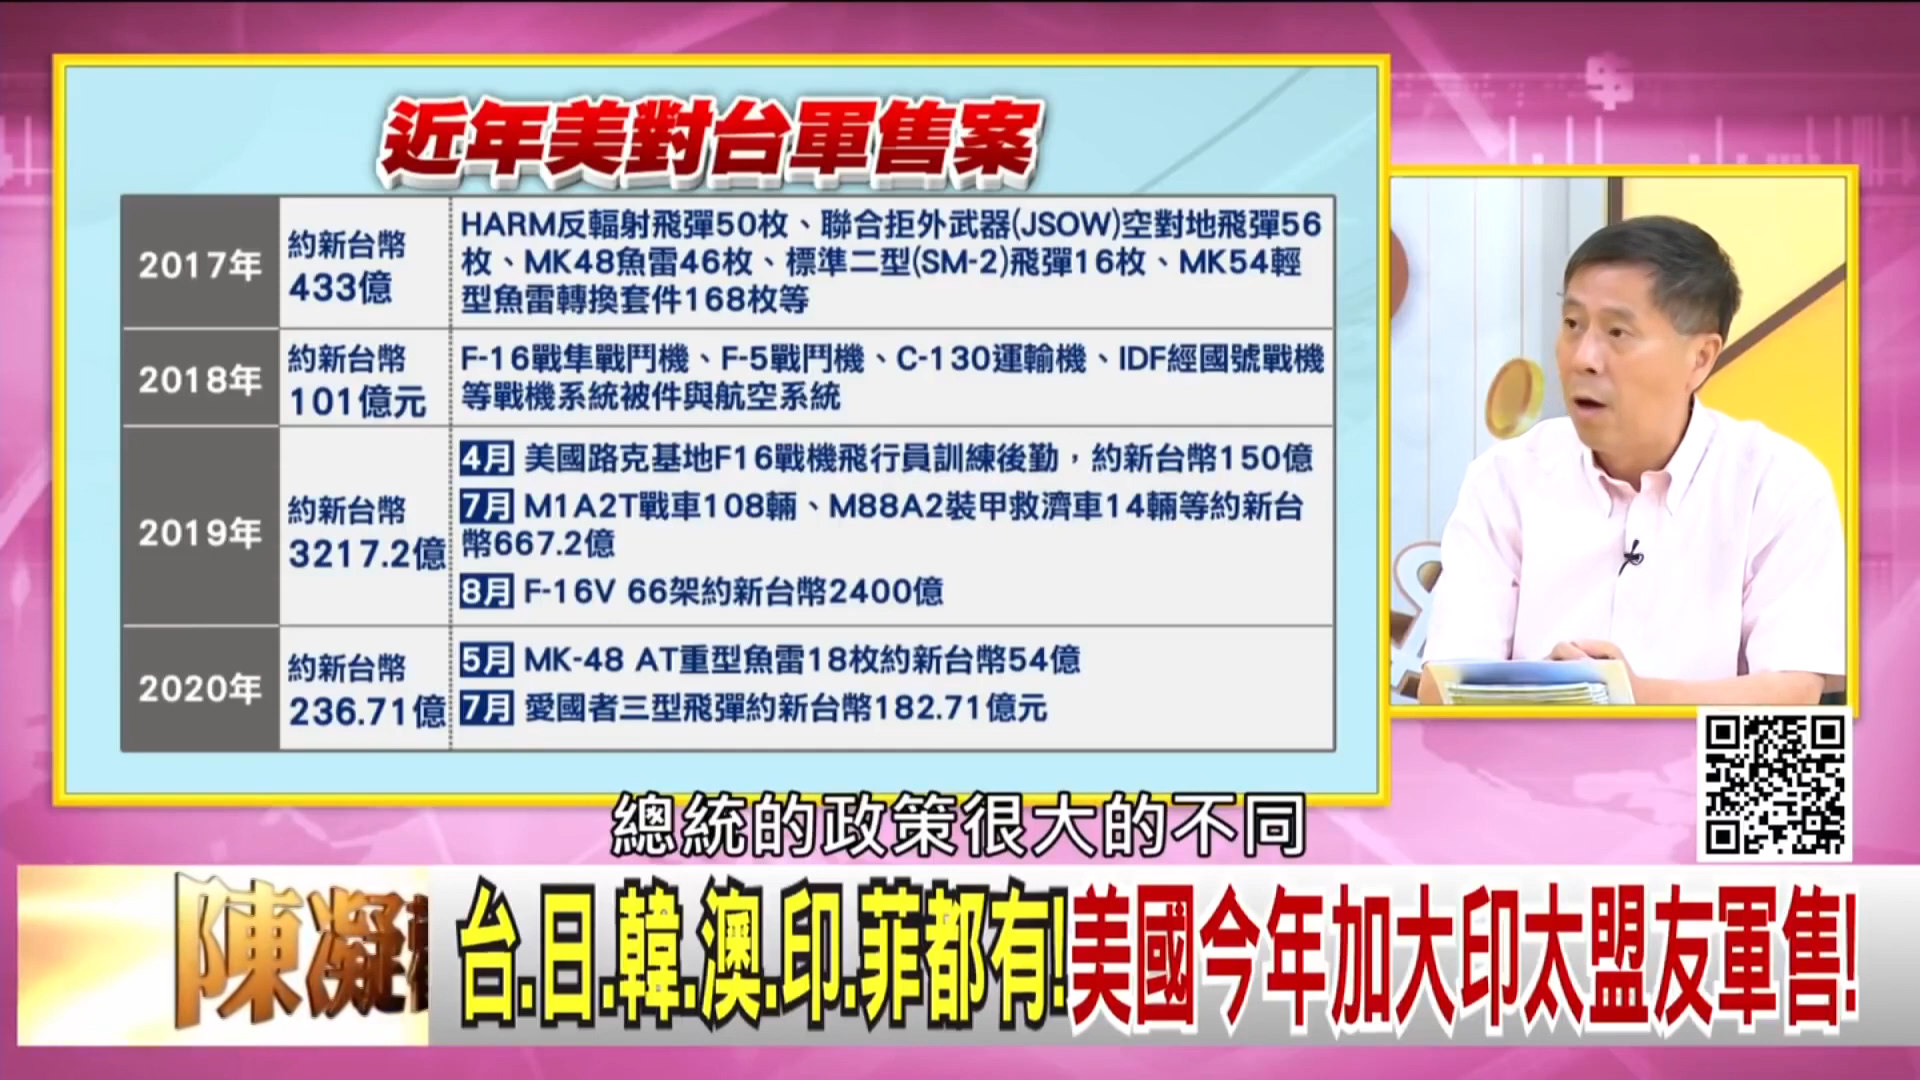 近年美對台軍售案
2017年
約新台幣
433億
HARM反輻射飛彈50枚、聯合拒外武器(JSOW)空對地飛彈56
枚、MK48魚雷46枚、標準二型(SM-2)飛彈16枚、MK54輕
型魚雷轉換套件168枚等
2018年
約新台幣
101億元
F-16戰隼戰鬥機、F-5戰鬥機、C-130運輸機、IDF經國號戰機
等戰機系統被件與航空系統
2019年
約新台幣
3217.2億
4月 美國路克基地F16戰機飛行員訓練後勤，約新台幣150億
7月 M1A2T戰車108輛、M88A2裝甲救濟車14輛等約新台
幣667.2億
8月 F-16V 66架約新台幣2400億
2020年
約新台幣
236.71億
5月 MK-48 AT重型魚雷18枚約新台幣54億
7月 愛國者三型飛彈約新台幣182.71億元
總統的政策很大的不同
陳凝
台.日.韓.澳.印.菲都有!美國今年加大印太盟友軍售!